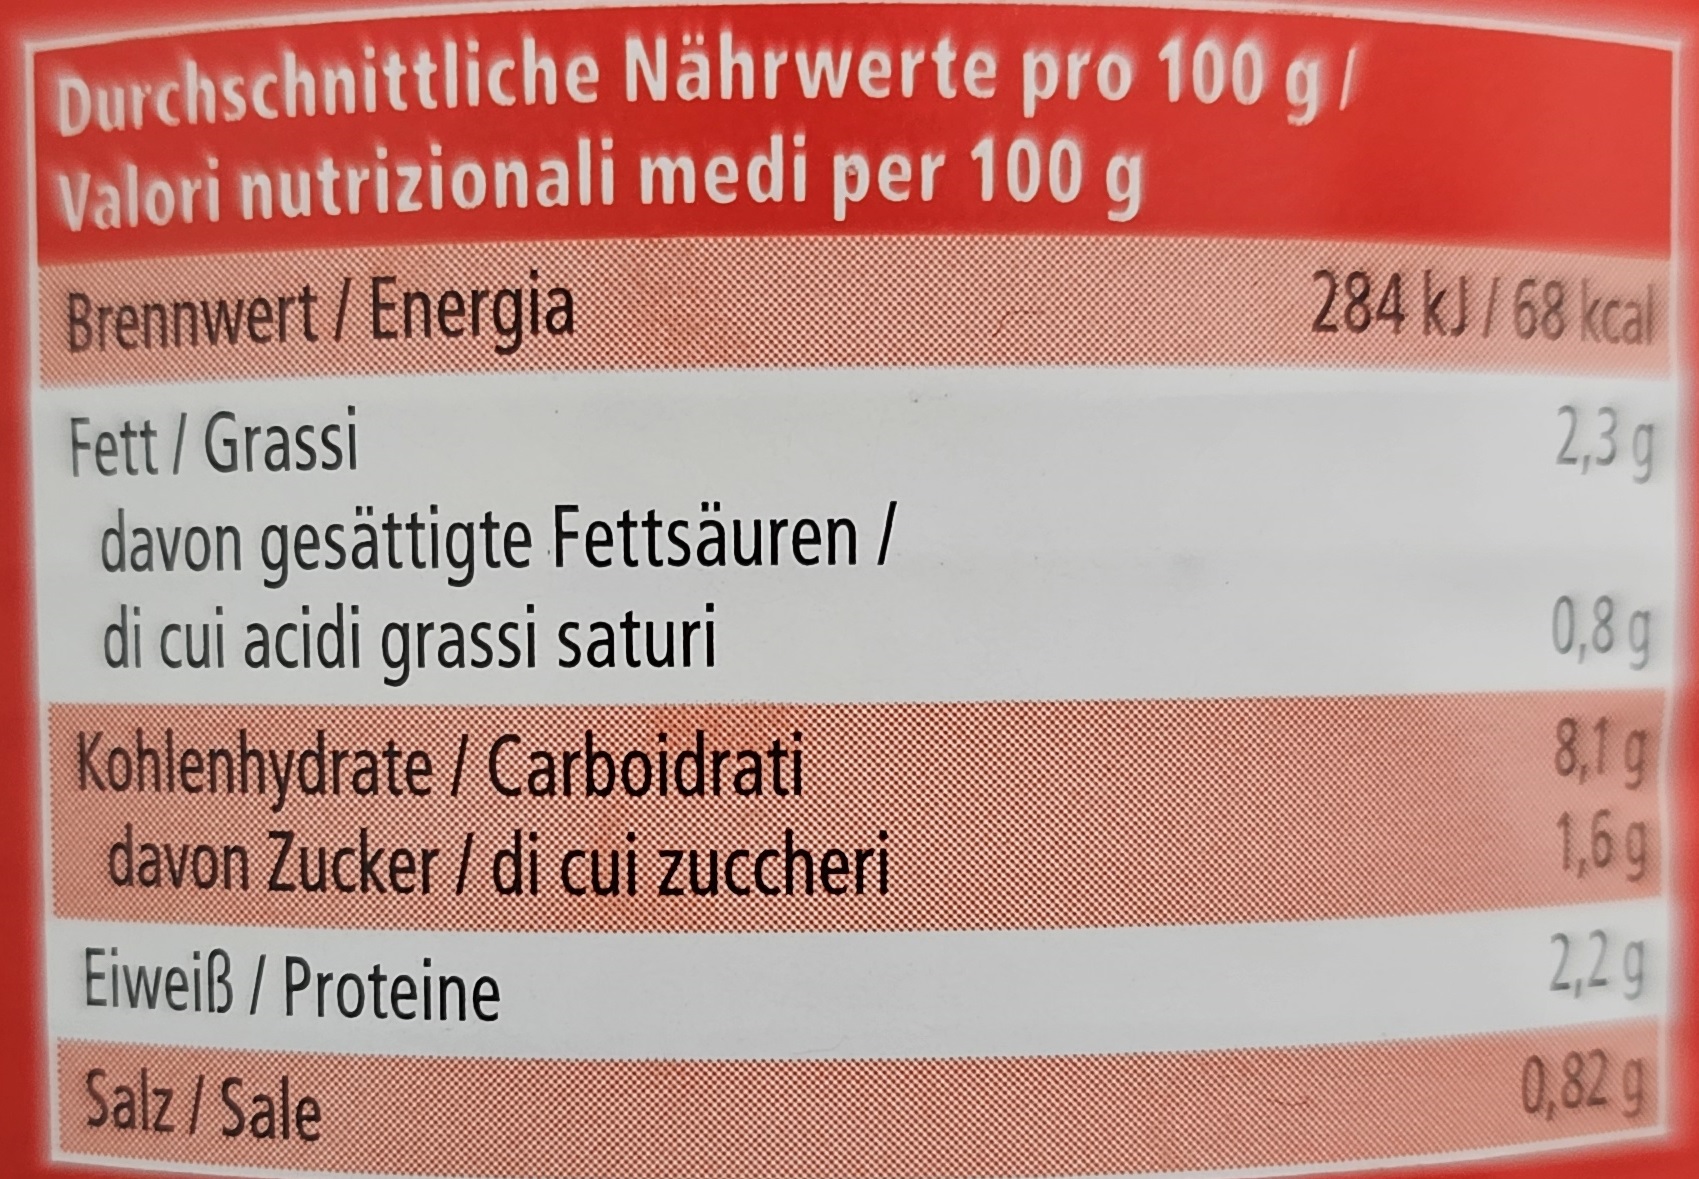 Durchschnittliche Nährwerte pro 100 g /
Valori nutrizionali medi per 100 g
Brennwert / Energia 284 kJ / 68 kcal
Fett / Grassi 2,3 g
davon gesättigte Fettsäuren /
di cui acidi grassi saturi 0,8 g
Kohlenhydrate / Carboidrati 8,1 g
davon Zucker / di cui zuccheri 1,6 g
Eiweiß / Proteine 2,2 g
Salz / Sale 0,82 g